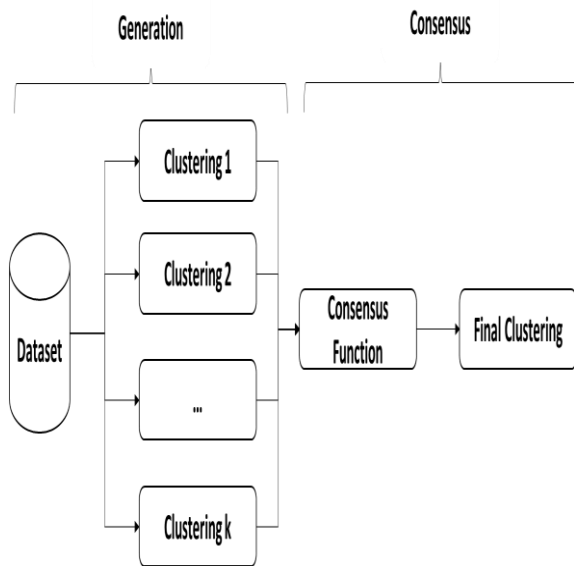 Generation
Consensus
Clustering 1
Clustering 2
Dataset
...
Clustering k
Consensus
Function
Final Clustering